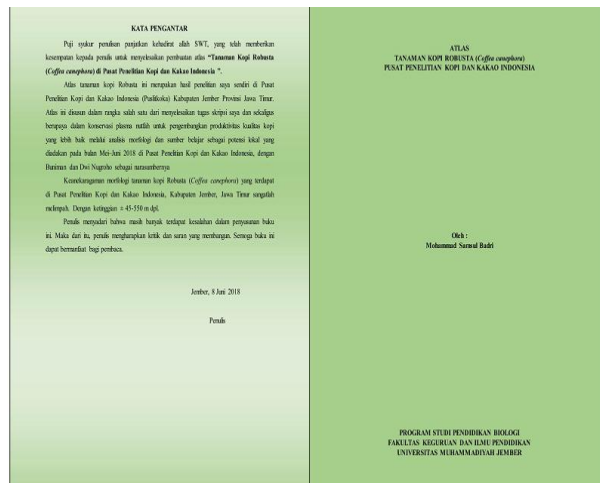 KATA PENGANTAR
Puji syukur penulisan panjatkan kehadirat allah SWT, yang telah memberikan
kesempatan kepada penulis untuk menyelesaikan pembuatan atlas “Tanaman Kopi Robusta
(Coffea canephora) di Pusat Penelitian Kopi dan Kakao Indonesia ”.
Atlas tanaman kopi Robusta ini merupakan hasil penelitian saya sendiri di Pusat
Penelitian Kopi dan Kakao Indonesia (Puslitkoka) Kabupaten Jember Provinsi Jawa Timur.
Atlas ini disusun dalam rangka salah satu dari menyelesaikan tugas skripsi saya dan sekaligus
berupaya dalam konservasi plasma nutfah untuk pengembangkan produktivitas kualitas kopi
yang lebih baik melalui analisis morfologi dan sumber belajar sebagai potensi lokal yang
diadakan pada bulan Mei-Juni 2018 di Pusat Penelitian Kopi dan Kakao Indonesia, dengan
Buniman dan Dwi Nugroho sebagai narasumbernya.
Keanekaragaman morfologi tanaman kopi Robusta (Coffea canephora) yang terdapat
di Pusat Penelitian Kopi dan Kakao Indonesia, Kabupaten Jember, Jawa Timur sangatlah
melimpah. Dengan ketinggian ± 45-550 m dpl.
Penulis menyadari bahwa masih banyak terdapat kesalahan dalam penyusunan buku
ini. Maka dari itu, penulis mengharapkan kritik dan saran yang membangun. Semoga buku ini
dapat bermanfaat bagi pembaca.
Jember, 8 Juni 2018
Penulis
ATLAS
TANAMAN KOPI ROBUSTA (Coffea canephora)
PUSAT PENELITIAN KOPI DAN KAKAO INDONESIA
Oleh :
Mohammad Samsul Badri
PROGRAM STUDI PENDIDIKAN BIOLOGI
FAKULTAS KEGURUAN DAN ILMU PENDIDIKAN
UNIVERSITAS MUHAMMADIYAH JEMBER